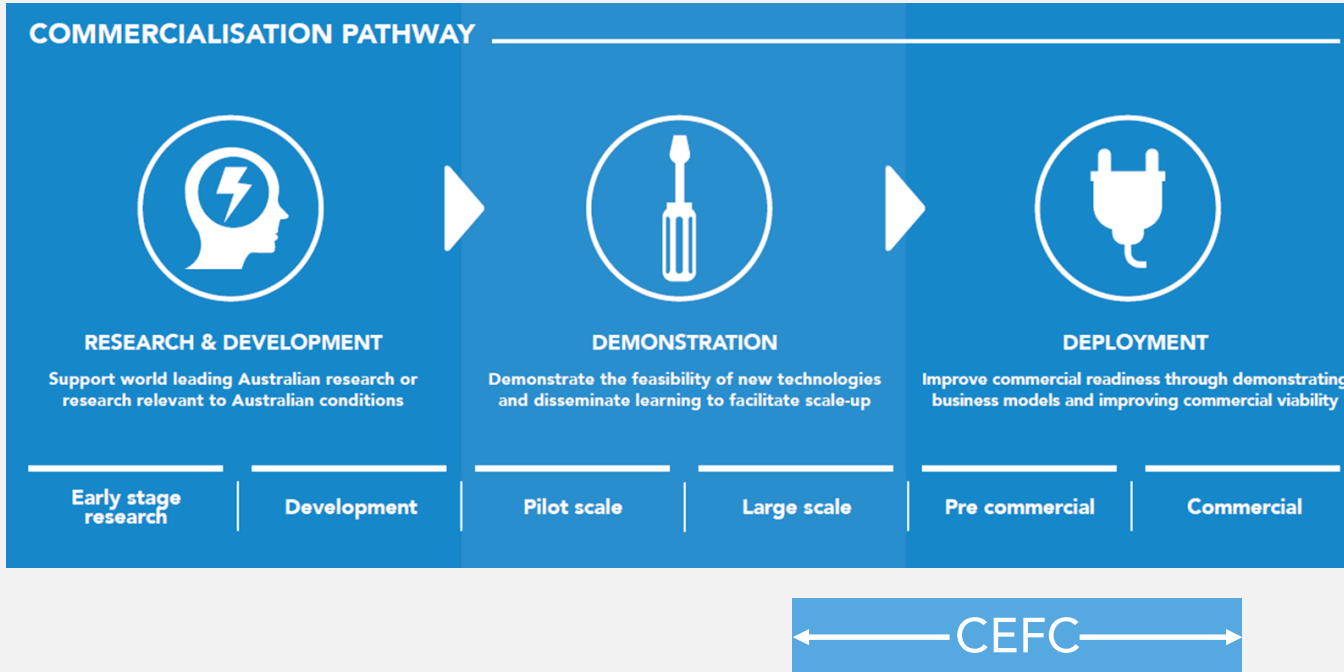 COMMERCIALISATION PATHWAY
RESEARCH & DEVELOPMENT
Support world leading Australian research or
research relevant to Australian conditions
DEMONSTRATION
Demonstrate the feasibility of new technologies
and disseminate learning to facilitate scale-up
DEPLOYMENT
Improve commercial readiness through demonstrating
business models and improving commercial viability
Early stage
research
Development
Pilot scale
Large scale
Pre commercial
Commercial
CEFC